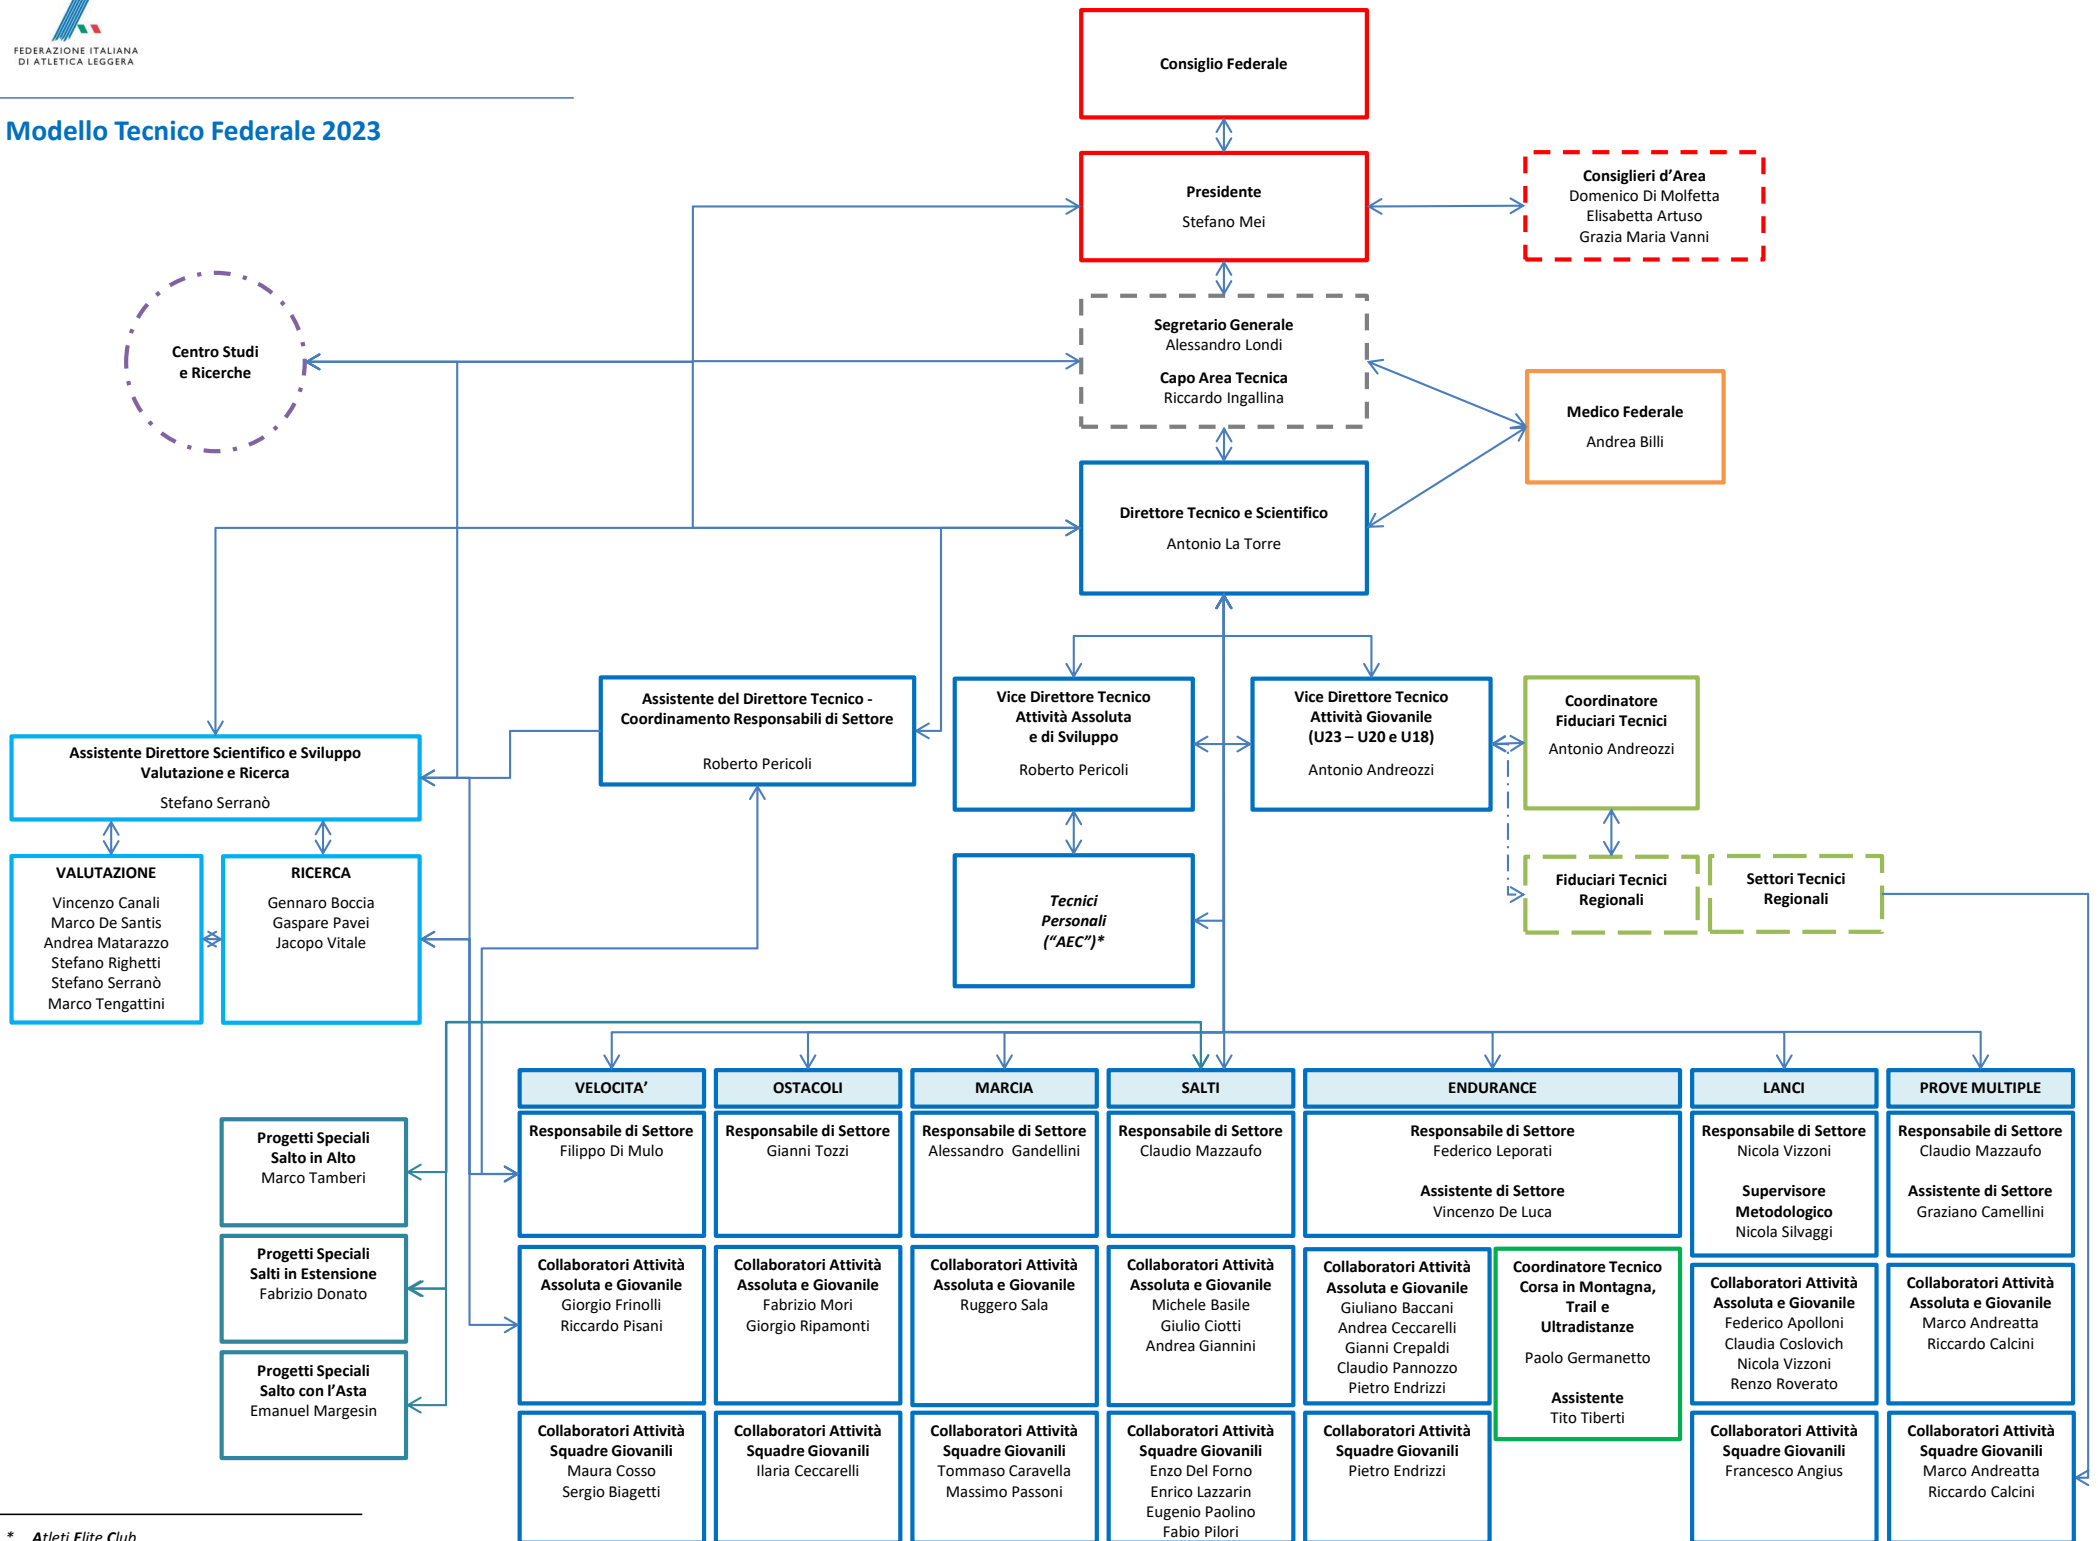 FEDERAZIONE ITALIANA
DI ATLETICA LEGGERA
Modello Tecnico Federale 2023
Consiglio Federale
Presidente
Stefano Mei
Consiglieri d’Area
Domenico Di Molfetta
Elisabetta Artuso
Grazia Maria Vanni
Centro Studi
e Ricerche
Segretario Generale
Alessandro Londi
Capo Area Tecnica
Riccardo Ingallina
Medico Federale
Andrea Billi
Direttore Tecnico e Scientifico
Antonio La Torre
Assistente Direttore Scientifico e Sviluppo
Valutazione e Ricerca
Stefano Serranò
Assistente del Direttore Tecnico -
Coordinamento Responsabili di Settore
Roberto Pericoli
Vice Direttore Tecnico
Attività Assoluta
e di Sviluppo
Roberto Pericoli
Vice Direttore Tecnico
Attività Giovanile
(U23 – U20 e U18)
Antonio Andreozzi
Coordinatore
Fiduciari Tecnici
Antonio Andreozzi
VALUTAZIONE
Vincenzo Canali
Marco De Santis
Andrea Matarazzo
Stefano Righetti
Stefano Serranò
Marco Tengattini
RICERCA
Gennaro Boccia
Gaspare Pavei
Jacopo Vitale
Tecnici
Personali
(“AEC”)*
Fiduciari Tecnici
Regionali
Settori Tecnici
Regionali
Progetti Speciali
Salto in Alto
Marco Tamberi
Progetti Speciali
Salti in Estensione
Fabrizio Donato
Progetti Speciali
Salto con l’Asta
Emanuel Margesin
VELOCITA’
Responsabile di Settore
Filippo Di Mulo
Collaboratori Attività
Assoluta e Giovanile
Giorgio Frinolli
Riccardo Pisani
Collaboratori Attività
Squadre Giovanili
Maura Cosso
Sergio Biagetti
OSTACOLI
Responsabile di Settore
Gianni Tozzi
Collaboratori Attività
Assoluta e Giovanile
Fabrizio Mori
Giorgio Ripamonti
Collaboratori Attività
Squadre Giovanili
Ilaria Ceccarelli
MARCIA
Responsabile di Settore
Alessandro Gandellini
Collaboratori Attività
Assoluta e Giovanile
Ruggero Sala
Collaboratori Attività
Squadre Giovanili
Tommaso Caravella
Massimo Passoni
SALTI
Responsabile di Settore
Claudio Mazzaufo
Collaboratori Attività
Assoluta e Giovanile
Michele Basile
Giulio Ciotti
Andrea Giannini
Collaboratori Attività
Squadre Giovanili
Enzo Del Forno
Enrico Lazzarin
Eugenio Paolino
Fabio Pilori
ENDURANCE
Responsabile di Settore
Federico Leporati
Assistente di Settore
Vincenzo De Luca
Collaboratori Attività
Assoluta e Giovanile
Giuliano Baccani
Andrea Ceccarelli
Gianni Crepaldi
Claudio Pannozzo
Pietro Endrizzi
Collaboratori Attività
Squadre Giovanili
Pietro Endrizzi
Coordinatore Tecnico
Corsa in Montagna,
Trail e
Ultradistanze
Paolo Germanetto
Assistente
Tito Tiberti
LANCI
Responsabile di Settore
Nicola Vizzoni
Supervisore
Metodologico
Nicola Silvaggi
Collaboratori Attività
Assoluta e Giovanile
Federico Apolloni
Claudia Coslovich
Nicola Vizzoni
Renzo Roverato
Collaboratori Attività
Squadre Giovanili
Francesco Angius
PROVE MULTIPLE
Responsabile di Settore
Claudio Mazzaufo
Assistente di Settore
Graziano Camellini
Collaboratori Attività
Assoluta e Giovanile
Marco Andreatta
Riccardo Calcini
Collaboratori Attività
Squadre Giovanili
Marco Andreatta
Riccardo Calcini
* Atleti Elite Club